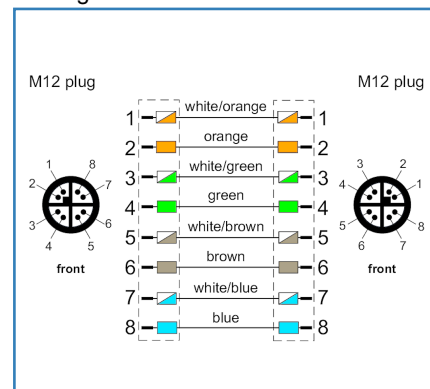 M12 plug
M12 plug
1 white/orange 1
2 orange 2
3 white/green 3
4 green 4
5 white/brown 5
6 brown 6
7 white/blue 7
8 blue 8
1 8
2 7
3 6
4 5
front
3 2
4 1
5 8
6 7
front